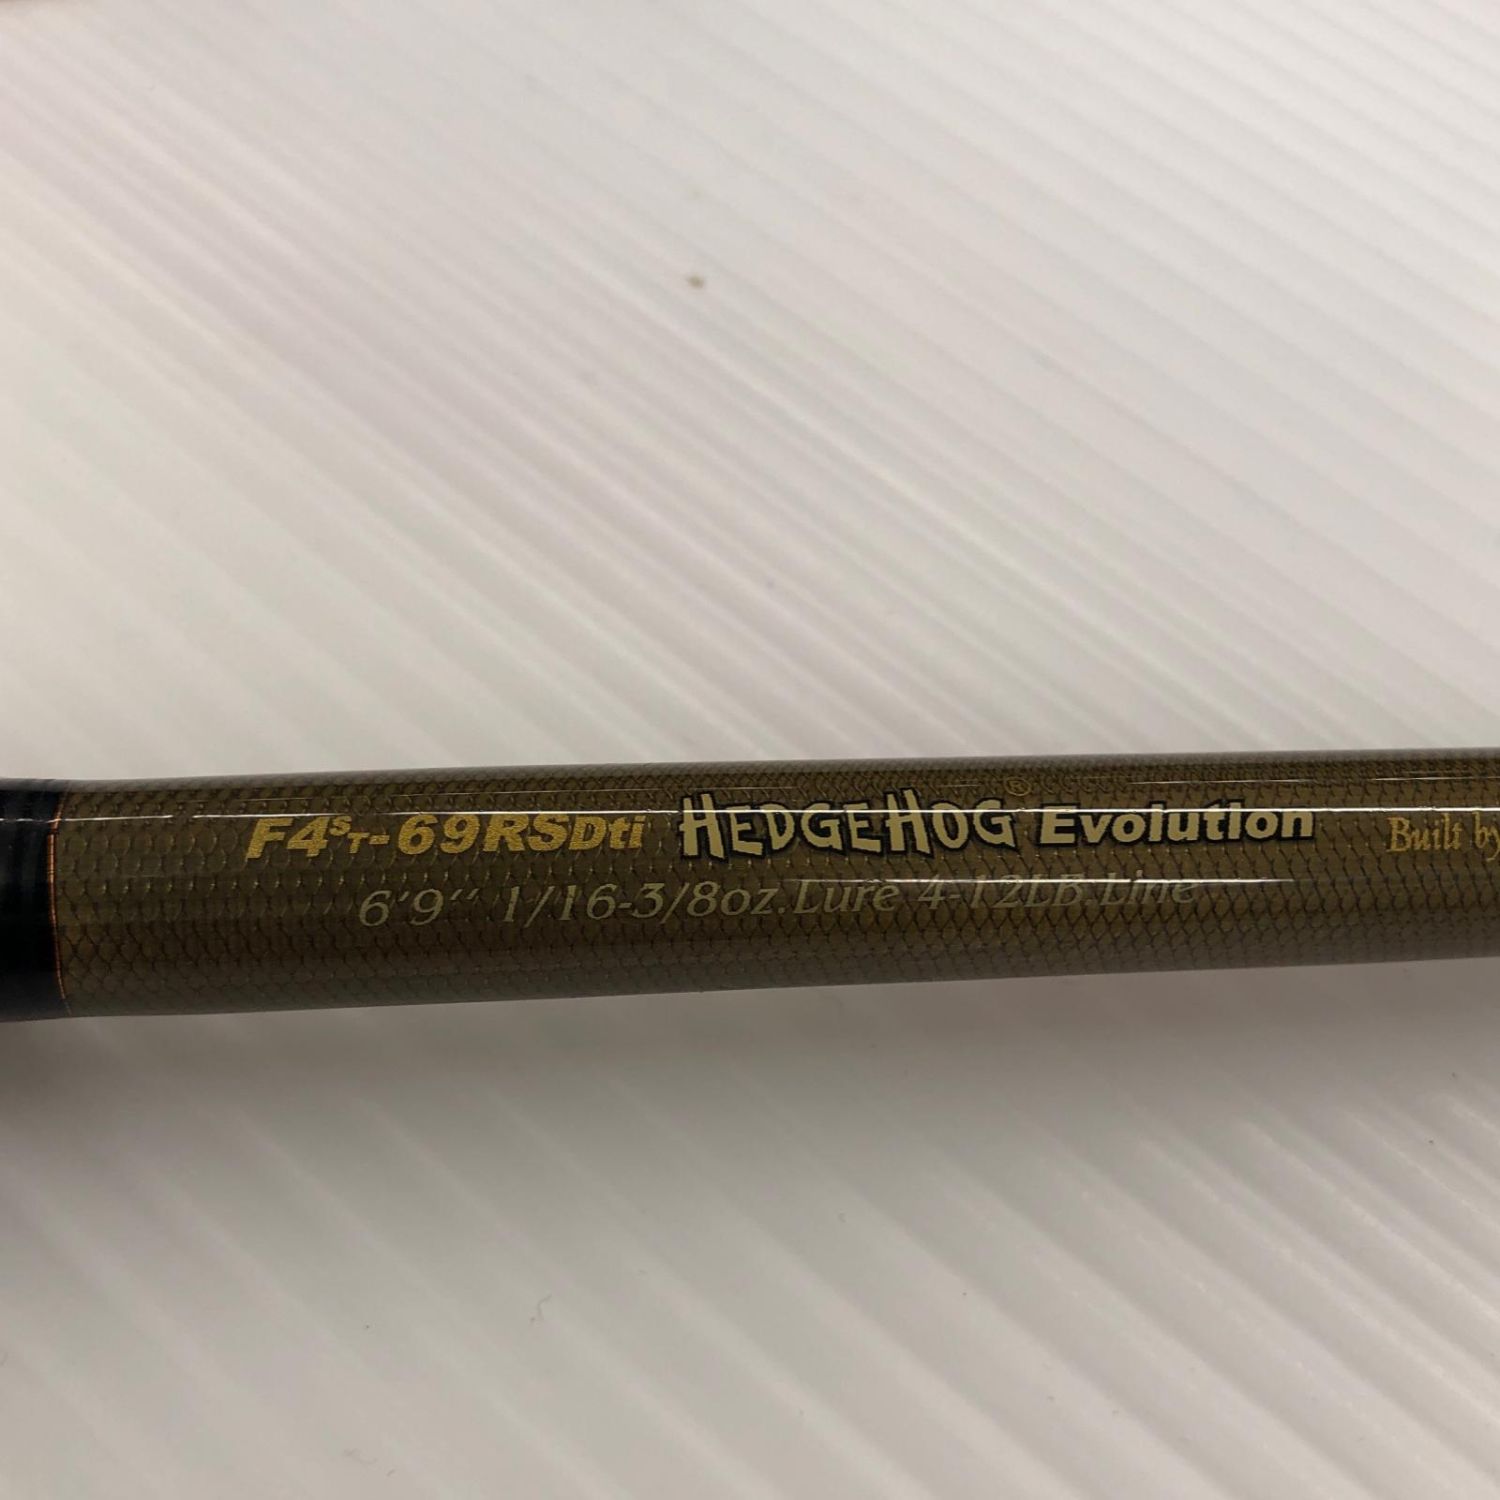 F4ST-69RSDti HEDGEHOG® Evolution Built by
6'9" 1/16-3/8oz.Lure 4-12LB.Line